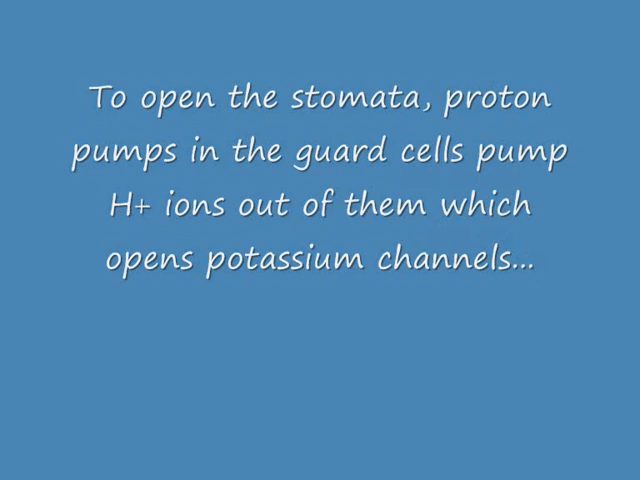 To open the stomata, proton
pumps in the guard cells pump
H+ ions out of them which
opens potassium channels...